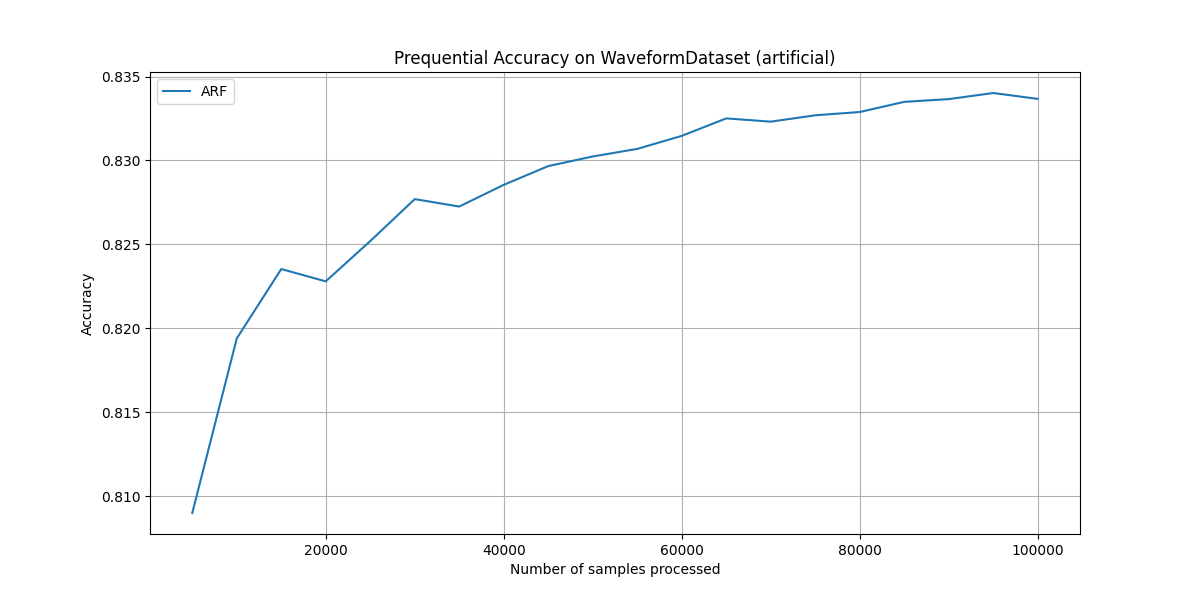 Prequential Accuracy on WaveformDataset (artificial)
ARF
0.835
0.830
0.825
0.820
0.815
0.810
Accuracy
20000 40000 60000 80000 100000
Number of samples processed